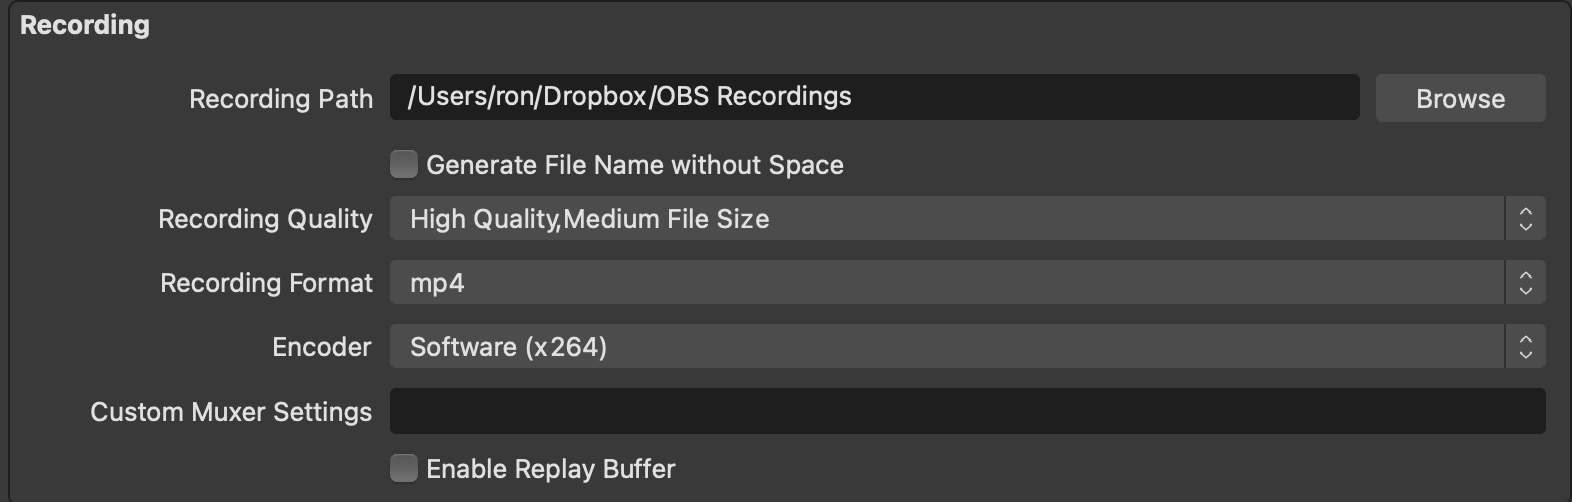 Recording
Recording Path /Users/ron/Dropbox/OBS Recordings Browse
Generate File Name without Space
Recording Quality High Quality,Medium File Size
Recording Format mp4
Encoder Software (x264)
Custom Muxer Settings
Enable Replay Buffer